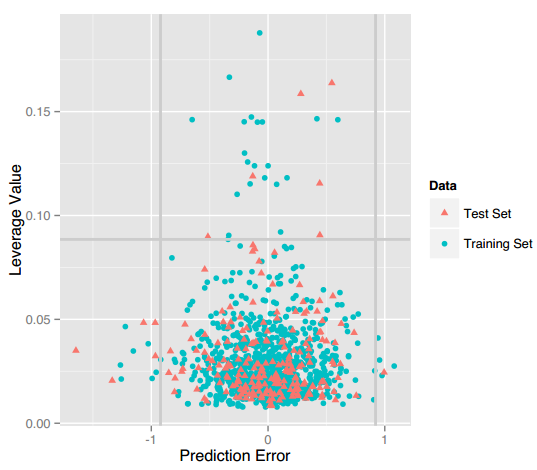 0.15
0.10
0.05
0.00
Leverage Value
-1
0
1
Prediction Error
Data
Test Set
Training Set